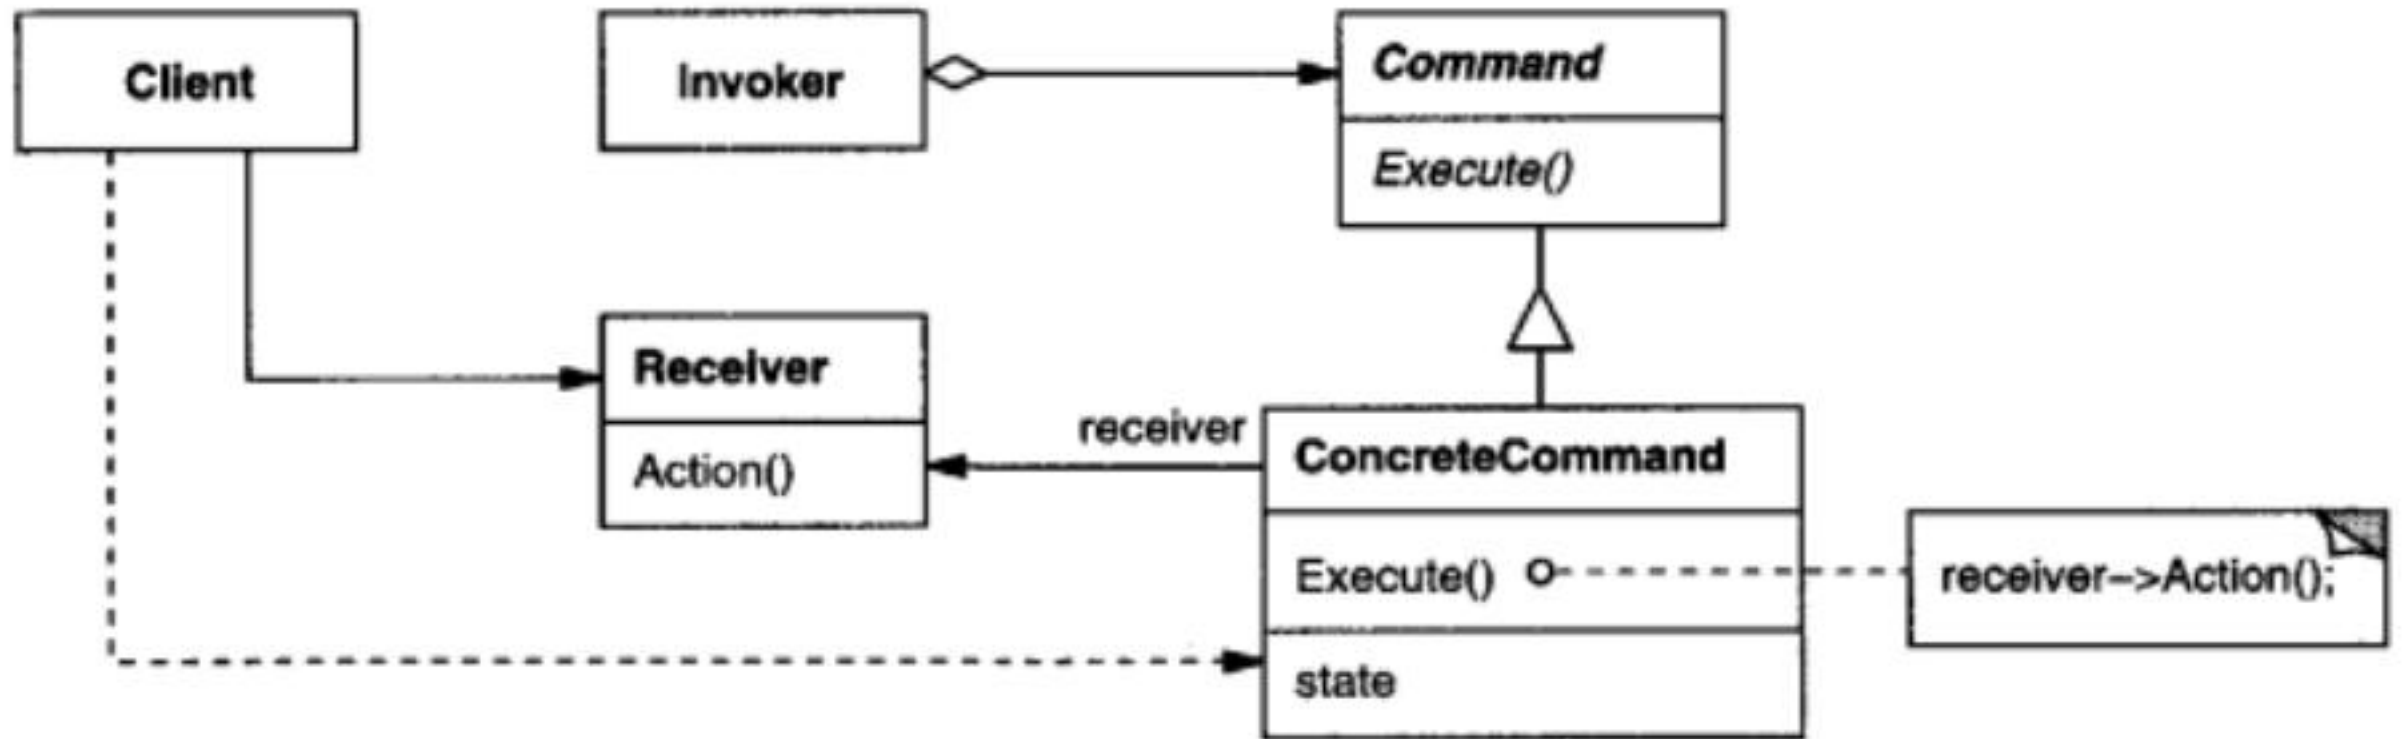 Client
Invoker
Command
Execute()
Receiver
Action()
receiver
ConcreteCommand
Execute()
receiver->Action();
state